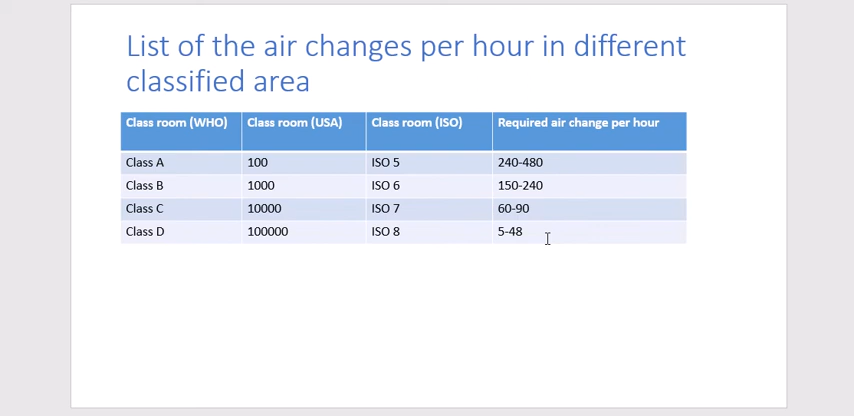 List of the air changes per hour in different
classified area
Class room (WHO) Class room (USA) Class room (ISO) Required air change per hour
Class A 100 ISO 5 240-480
Class B 1000 ISO 6 150-240
Class C 10000 ISO 7 60-90
Class D 100000 ISO 8 5-48